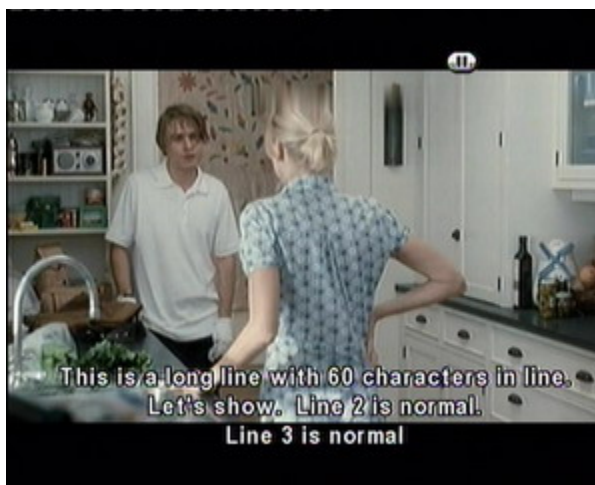 This is a long line with 60 characters in line.
Let's show.  Line 2 is normal.
Line 3 is normal